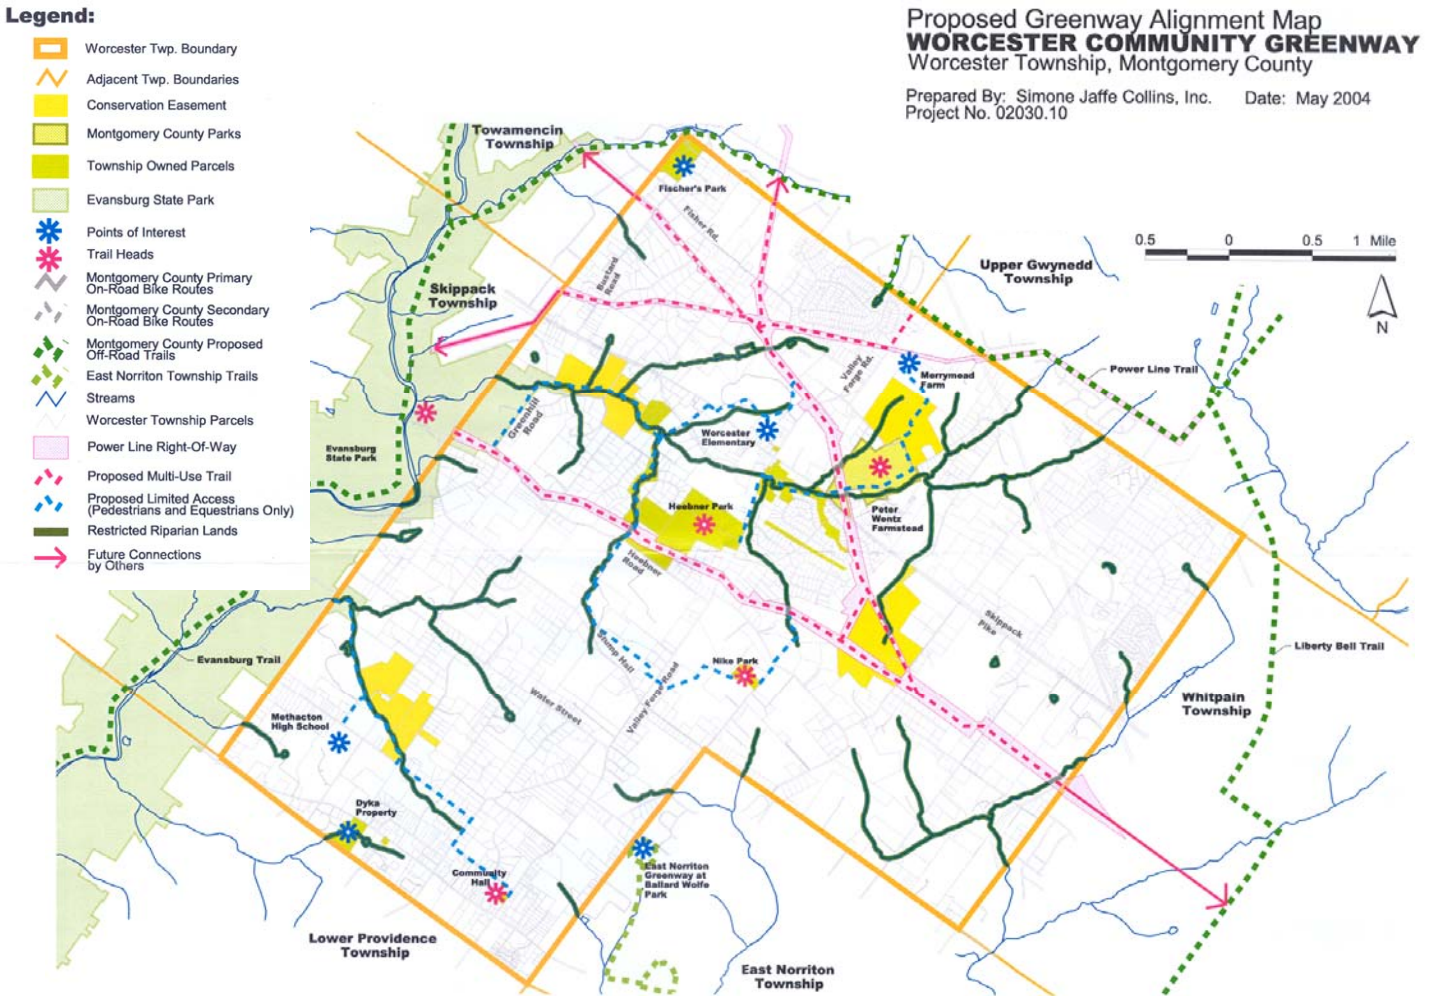 Legend:
Worcester Twp. Boundary
Adjacent Twp. Boundaries
Conservation Easement
Montgomery County Parks
Township Owned Parcels
Evansburg State Park
Points of Interest
Trail Heads
Montgomery County Primary
On-Road Bike Routes
Montgomery County Secondary
On-Road Bike Routes
Montgomery County Proposed
Off-Road Trails
East Norriton Township Trails
Streams
Worcester Township Parcels
Power Line Right-Of-Way
Proposed Multi-Use Trail
Proposed Limited Access
(Pedestrians and Equestrians Only)
Restricted Riparian Lands
Future Connections
by Others
Proposed Greenway Alignment Map
WORCESTER COMMUNITY GREENWAY
Worcester Township, Montgomery County
Prepared By: Simone Jaffe Collins, Inc. Date: May 2004
Project No. 02030.10
0.5 0 0.5 1 Mile
N
Towamencin
Township
Fischer's Park
Fisher Rd.
Bustard
Road
Skippack
Township
Upper Gwynedd
Township
Valley
Forge Rd.
Merrymead
Farm
Power Line Trail
Greenhill
Road
Worcester
Elementary
Evansburg
State Park
Heebner Park
Peter
Wentz
Farmstead
Heebner
Road
Skippack
Pike
Stump Hall
Nike Park
Valley Forge Road
Water Street
Evansburg Trail
Liberty Bell Trail
Whitpain
Township
Methacton
High School
Dyka
Property
Community
Hall
East Norriton
Greenway at
Ballard Wolfe
Park
Lower Providence
Township
East Norriton
Township